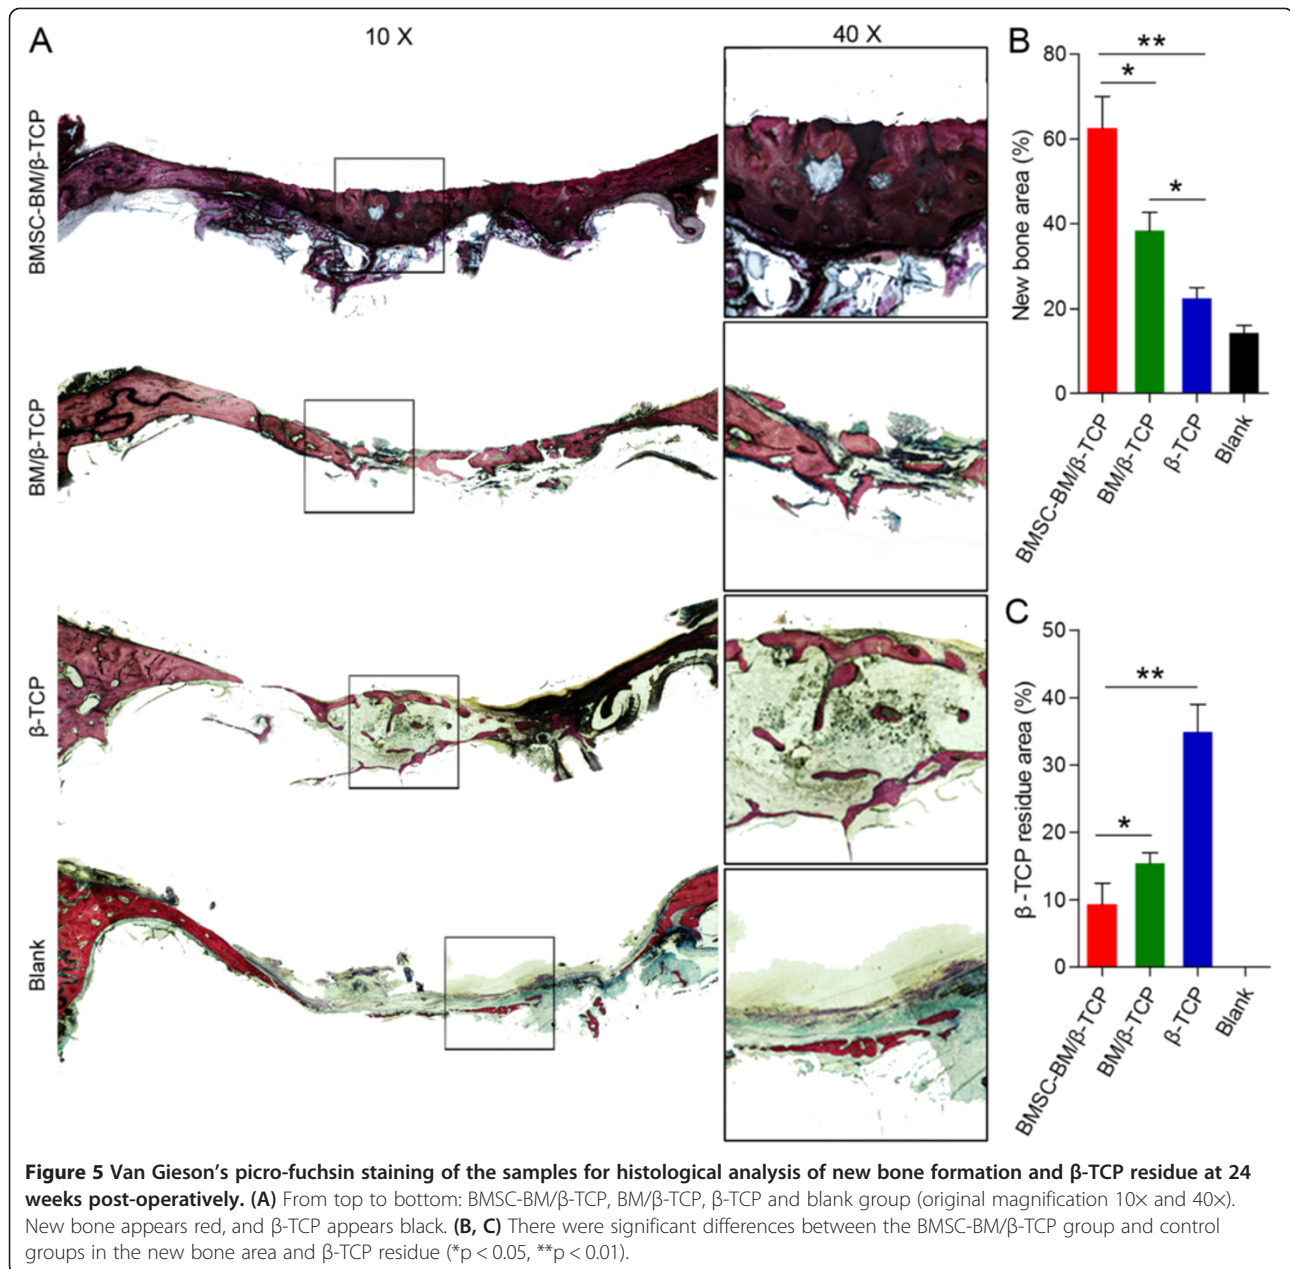 A
10 X
40 X
BMSC-BM/β-TCP
BM/β-TCP
β-TCP
Blank
B
New bone area (%)
80
60
40
20
0
**
*
*
BMSC-BM/β-TCP
BM/β-TCP
β-TCP
Blank
C
β-TCP residue area (%)
50
40
30
20
10
0
**
*
BMSC-BM/β-TCP
BM/β-TCP
β-TCP
Blank
Figure 5 Van Gieson's picro-fuchsin staining of the samples for histological analysis of new bone formation and β-TCP residue at 24
weeks post-operatively. (A) From top to bottom: BMSC-BM/β-TCP, BM/β-TCP, β-TCP and blank group (original magnification 10× and 40×).
New bone appears red, and β-TCP appears black. (B, C) There were significant differences between the BMSC-BM/β-TCP group and control
groups in the new bone area and β-TCP residue (*p < 0.05, **p < 0.01).